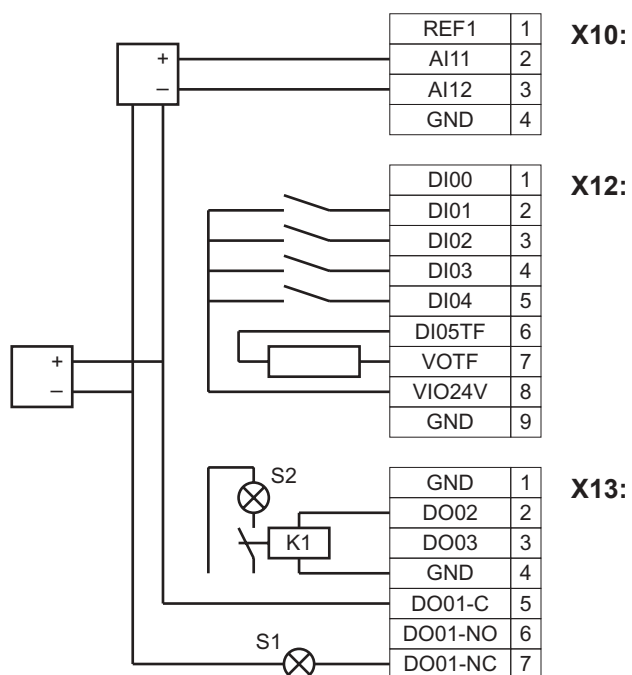 REF1 1 X10:
+ AI11 2
– AI12 3
GND 4
DI00 1 X12:
DI01 2
DI02 3
DI03 4
DI04 5
DI05TF 6
+ VOTF 7
– VIO24V 8
GND 9
S2 GND 1 X13:
DO02 2
K1 DO03 3
GND 4
DO01-C 5
S1 DO01-NO 6
DO01-NC 7